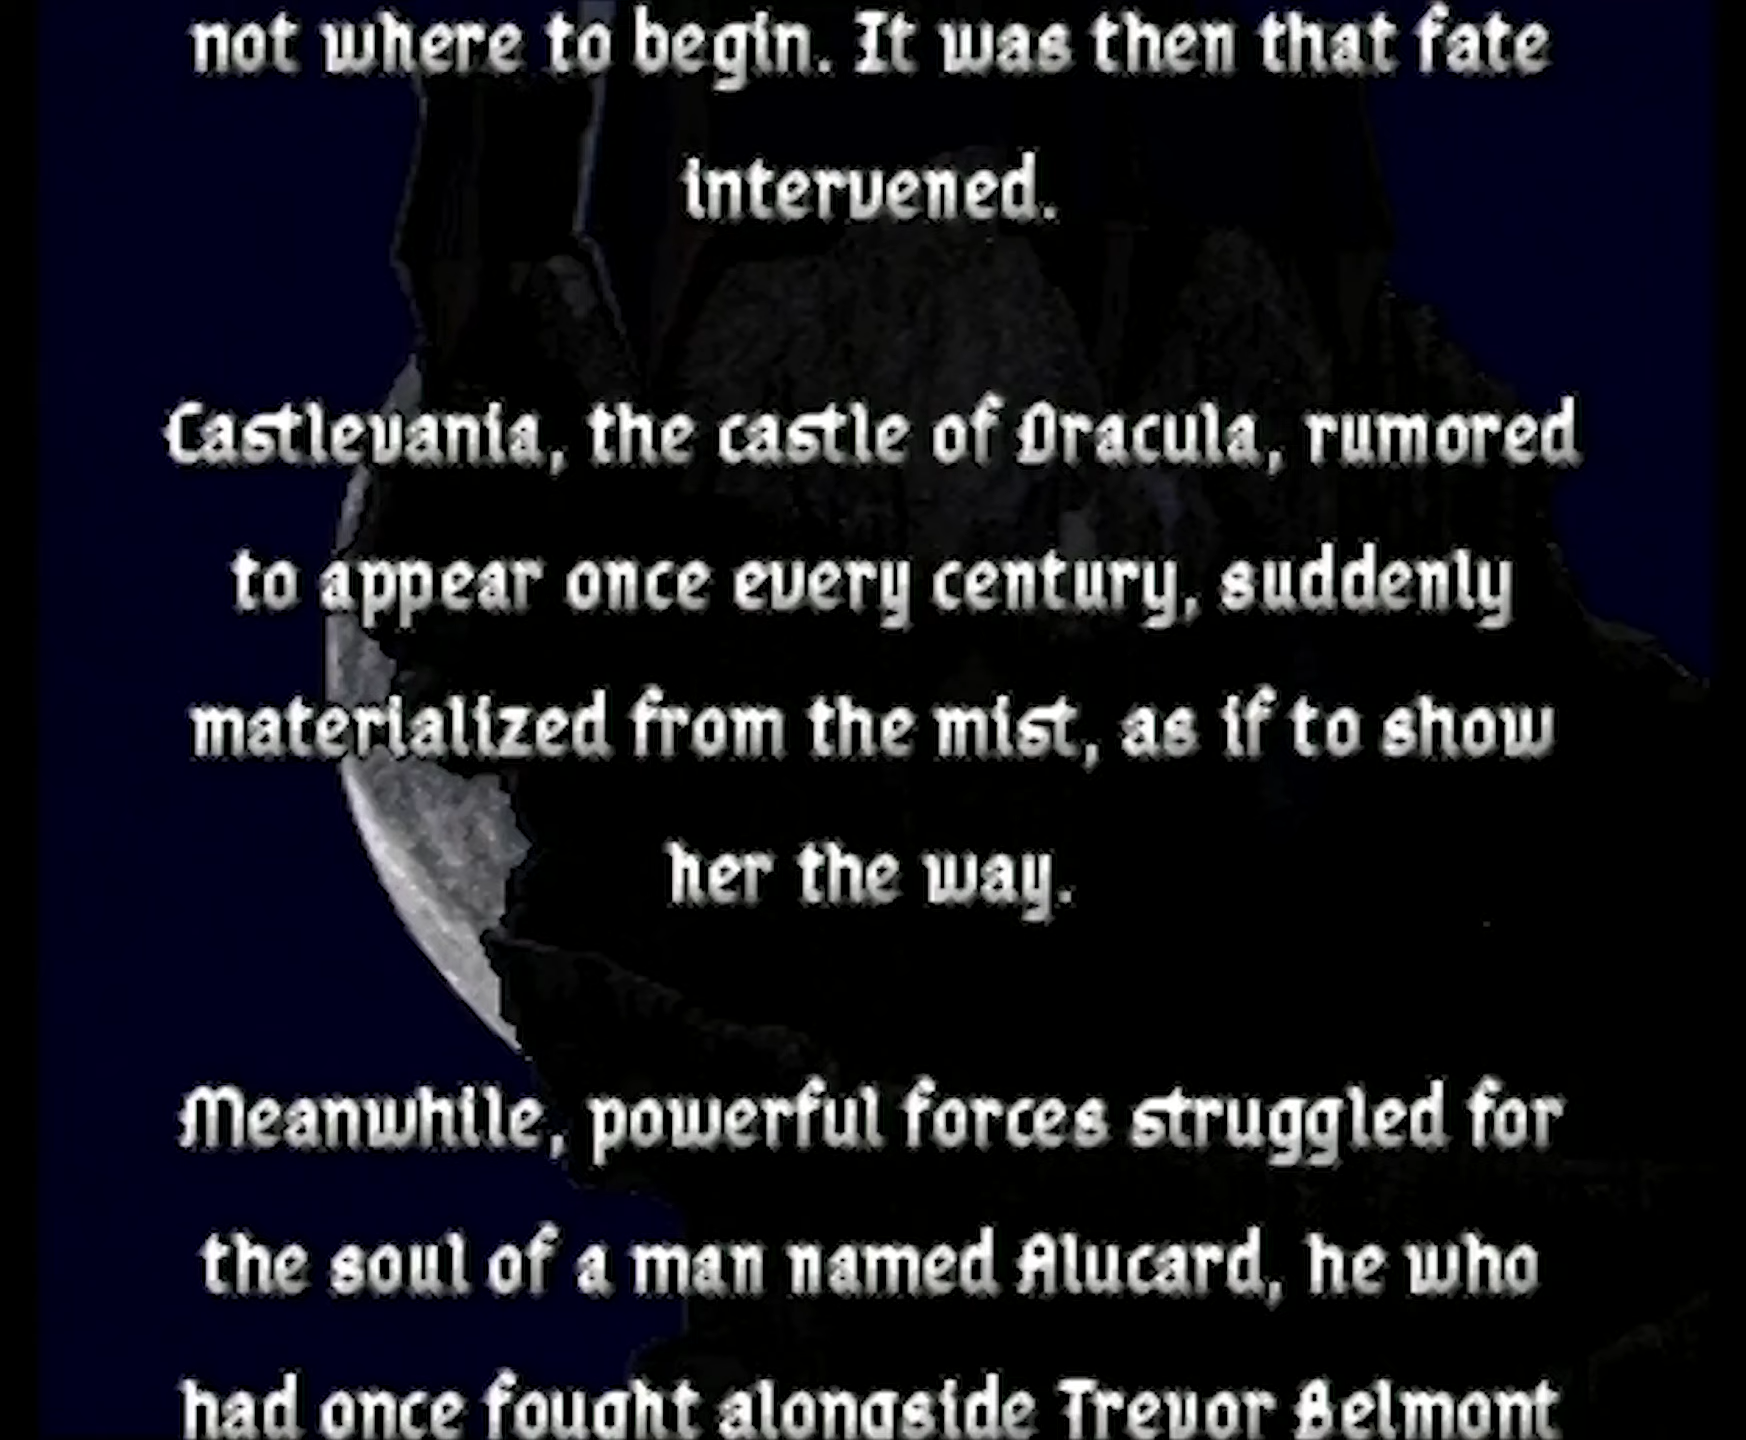 not where to begin. It was then that fate
intervened.
Castlevania, the castle of Dracula, rumored
to appear once every century, suddenly
materialized from the mist, as if to show
her the way.
Meanwhile, powerful forces struggled for
the soul of a man named Alucard, he who
had once fought alongside Trevor Belmont